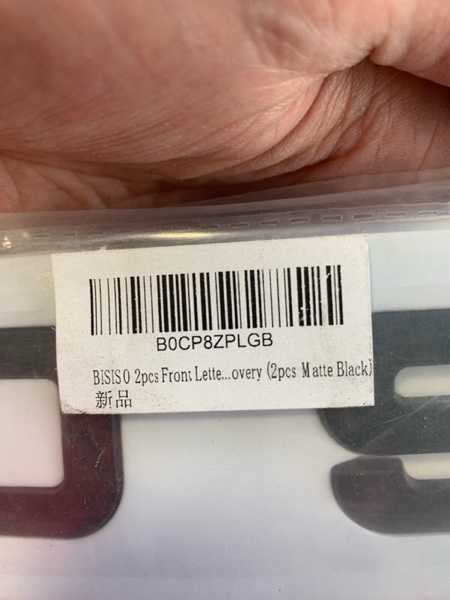 B0CP8ZPLGB
BiSISO 2pcs Front Lette...overy (2pcs Matte Black)
新品